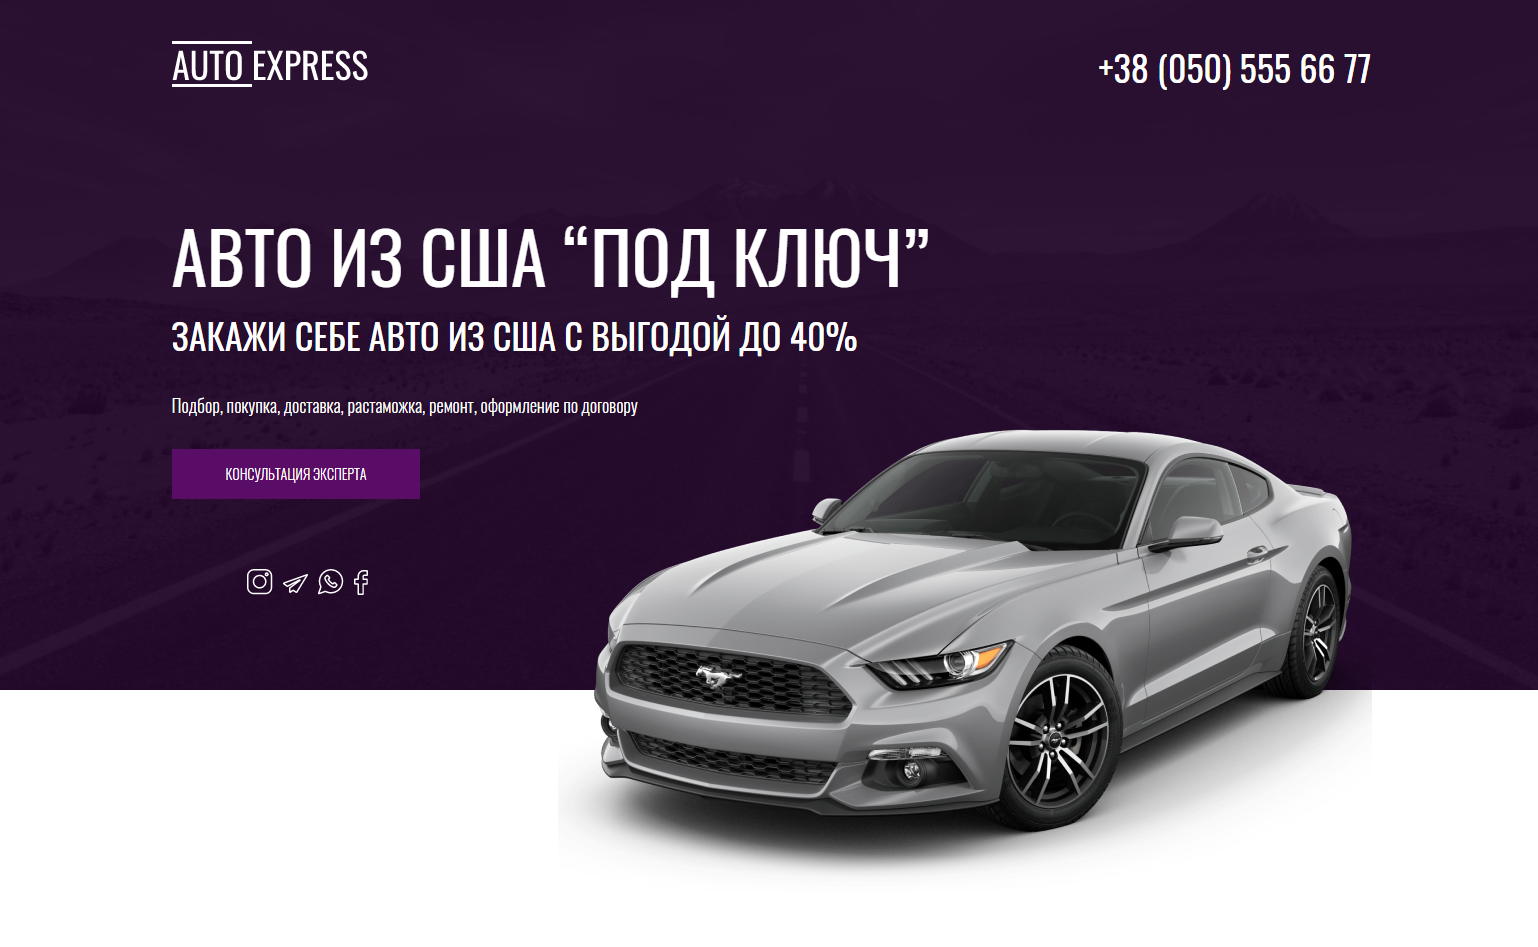 AUTO EXPRESS
+38 (050) 555 66 77
АВТО ИЗ США “ПОД КЛЮЧ”
ЗАКАЖИ СЕБЕ АВТО ИЗ США С ВЫГОДОЙ ДО 40%
Подбор, покупка, доставка, растаможка, ремонт, оформление по договору
КОНСУЛЬТАЦИЯ ЭКСПЕРТА